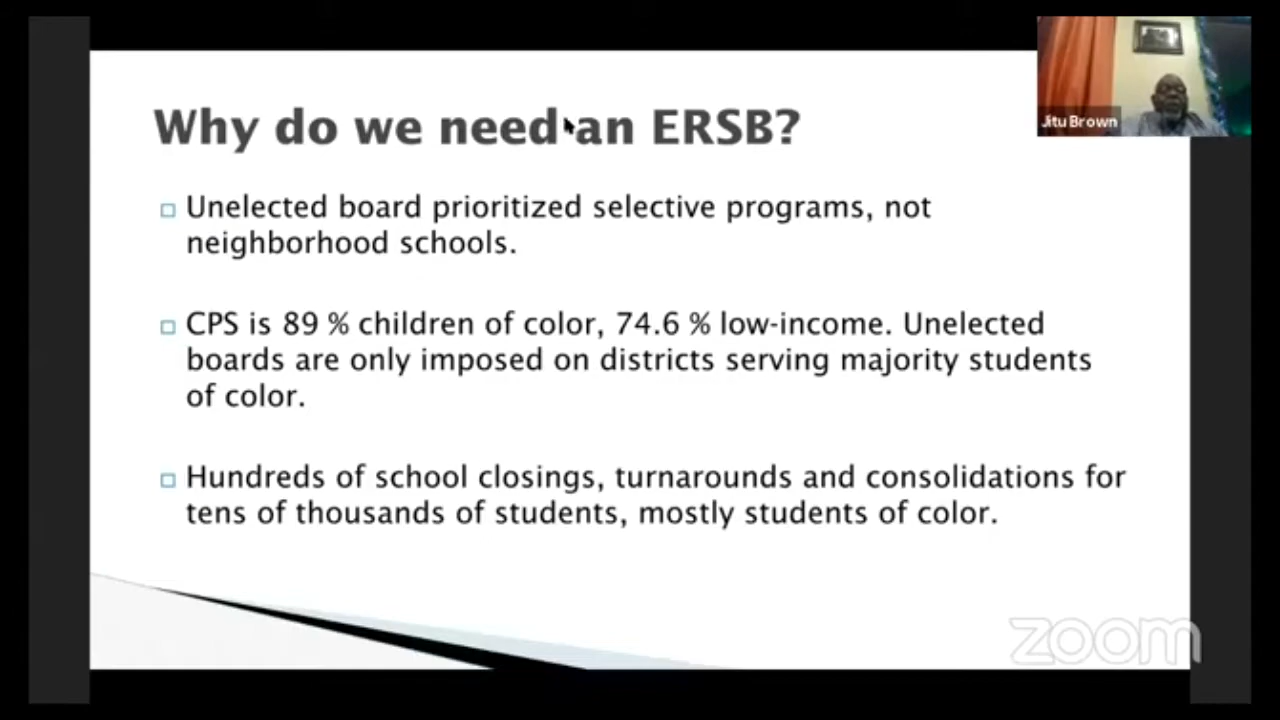 Why do we need an ERSB?
Jitu Brown
Unelected board prioritized selective programs, not
neighborhood schools.
CPS is 89 % children of color, 74.6 % low-income. Unelected
boards are only imposed on districts serving majority students
of color.
Hundreds of school closings, turnarounds and consolidations for
tens of thousands of students, mostly students of color.
zoom